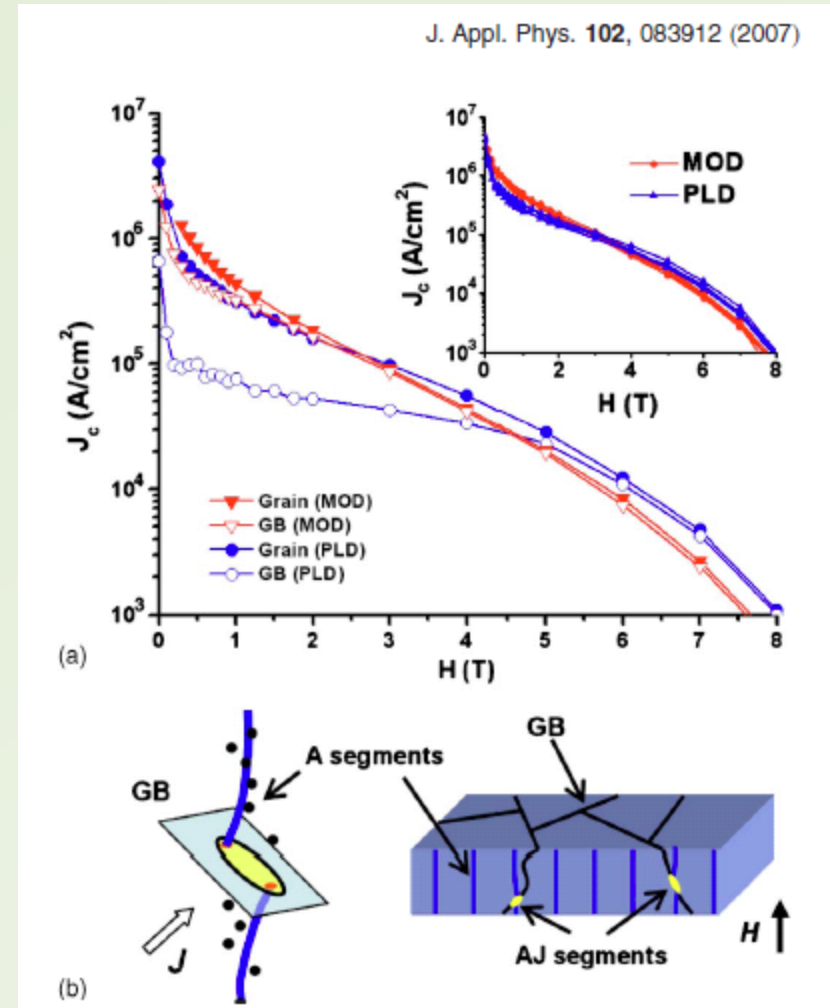 J. Appl. Phys. 102, 083912 (2007)
10⁷
10⁶
10⁵
10⁴
10³
J_c (A/cm²)
0 1 2 3 4 5 6 7 8
H (T)
Grain (MOD)
GB (MOD)
Grain (PLD)
GB (PLD)
10⁷
10⁶
10⁵
10⁴
10³
J_c (A/cm²)
0 2 4 6 8
H (T)
MOD
PLD
(a)
GB
A segments
GB
J
AJ segments
H
(b)